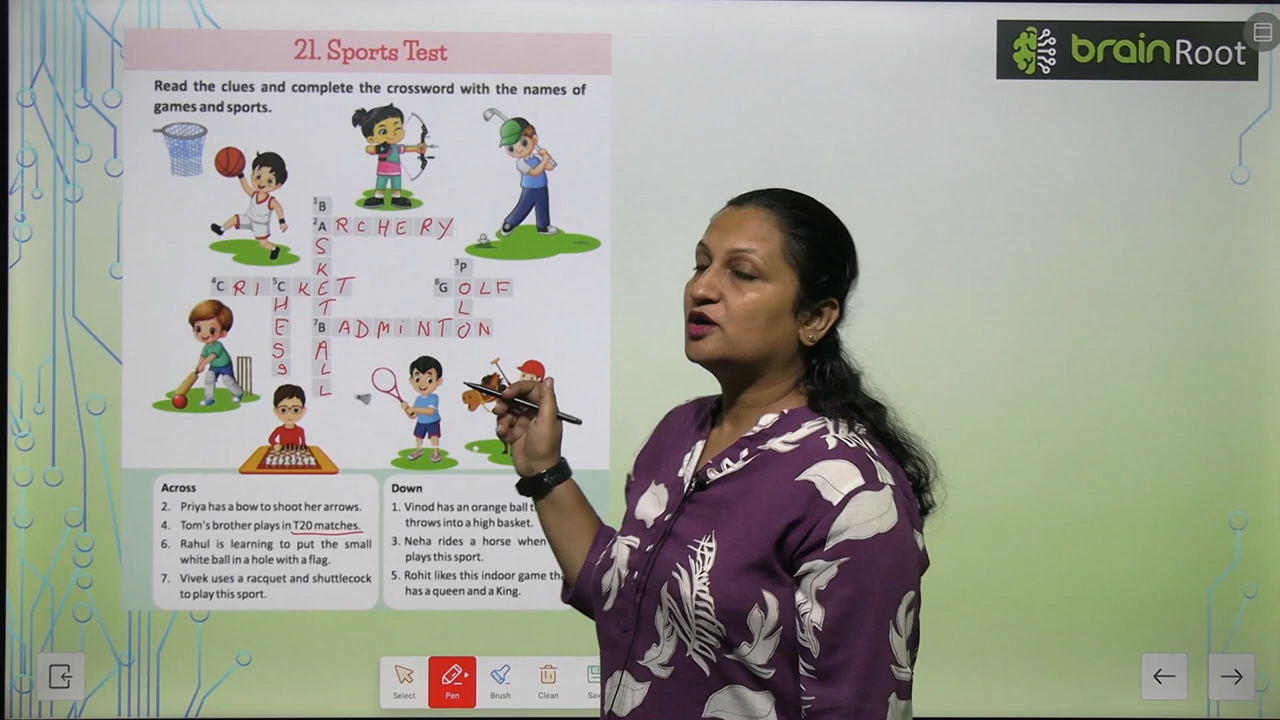 21. Sports Test
brainRoot
Read the clues and complete the crossword with the names of
games and sports.
1B
2A R C H E R Y
S
K
3P
4C R I 5C K E T
6G O L F
H
T
L
E
7B A D M i N T O N
S
A
S
L
L
Across
2. Priya has a bow to shoot her arrows.
4. Tom's brother plays in T20 matches.
6. Rahul is learning to put the small
white ball in a hole with a flag.
7. Vivek uses a racquet and shuttlecock
to play this sport.
Down
1. Vinod has an orange ball
throws into a high basket.
3. Neha rides a horse when
plays this sport.
5. Rohit likes this indoor game
has a queen and a King.
Select
Pen
Brush
Clean